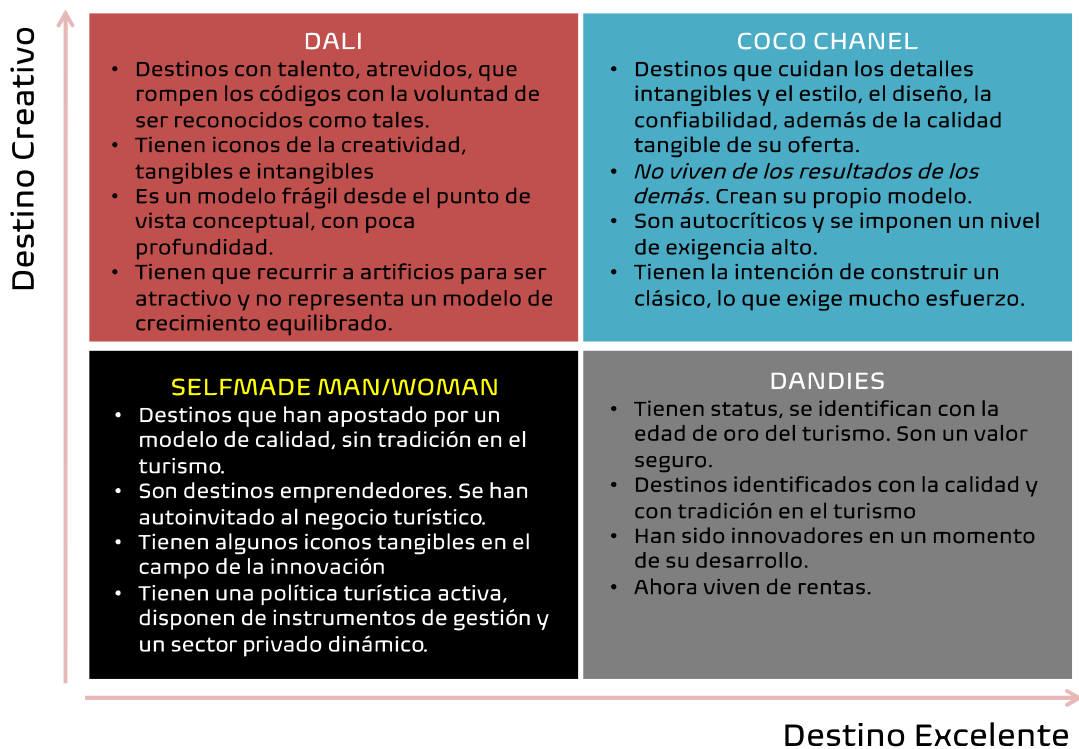 Destino Creativo
DALI
• Destinos con talento, atrevidos, que
rompen los códigos con la voluntad de
ser reconocidos como tales.
• Tienen iconos de la creatividad,
tangibles e intangibles
• Es un modelo frágil desde el punto de
vista conceptual, con poca
profundidad.
• Tienen que recurrir a artificios para ser
atractivo y no representa un modelo de
crecimiento equilibrado.
COCO CHANEL
• Destinos que cuidan los detalles
intangibles y el estilo, el diseño, la
confiabilidad, además de la calidad
tangible de su oferta.
• No viven de los resultados de los
demás. Crean su propio modelo.
• Son autocríticos y se imponen un nivel
de exigencia alto.
• Tienen la intención de construir un
clásico, lo que exige mucho esfuerzo.
SELFMADE MAN/WOMAN
• Destinos que han apostado por un
modelo de calidad, sin tradición en el
turismo.
• Son destinos emprendedores. Se han
autoinvitado al negocio turístico.
• Tienen algunos iconos tangibles en el
campo de la innovación
• Tienen una política turística activa,
disponen de instrumentos de gestión y
un sector privado dinámico.
DANDIES
• Tienen status, se identifican con la
edad de oro del turismo. Son un valor
seguro.
• Destinos identificados con la calidad y
con tradición en el turismo
• Han sido innovadores en un momento
de su desarrollo.
• Ahora viven de rentas.
Destino Excelente